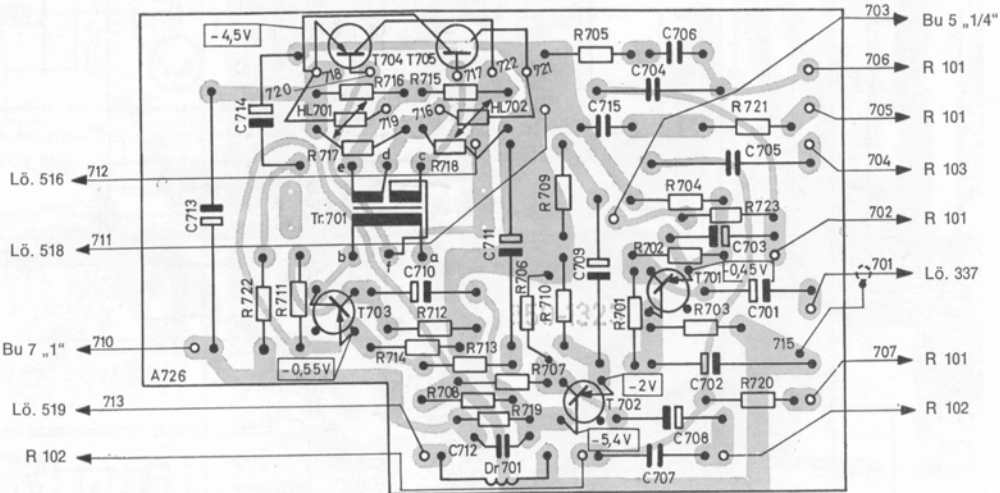 703 Bu 5 „1/4"
706 R 101
705 R 101
704 R 103
702 R 101
701 Lö. 337
715
707 R 101
R 102
712 Lö. 516
711 Lö. 518
710 Bu 7 „1"
713 Lö. 519
R 102
A726
-4,5V
T704 T705
718 717 722 721
720 R716 R715
HL701 HL702
719 716
C714
R717 R718
e d c
Tr.701
b f a
C713
C710
R722 R711
T703
R712
-0,55V
R714 R713
R708 R707
R719
C712
Dr701
C711
R706
R709
R710
C709
C715
R705 C706
C704
R721
C705
R704 R723
R702 C703
T701 -0,45V
C701
R701 R703
C702
-2V
R720
T702
-5,4V
C708
C707